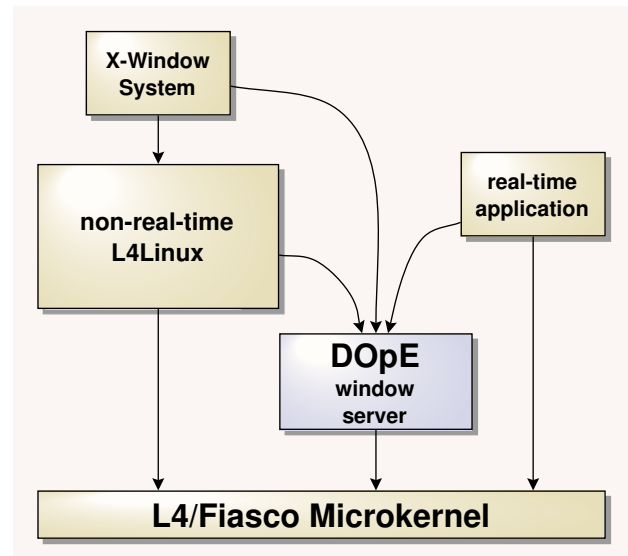 X-Window
System
non-real-time
L4Linux
real-time
application
DOpE
window
server
L4/Fiasco Microkernel